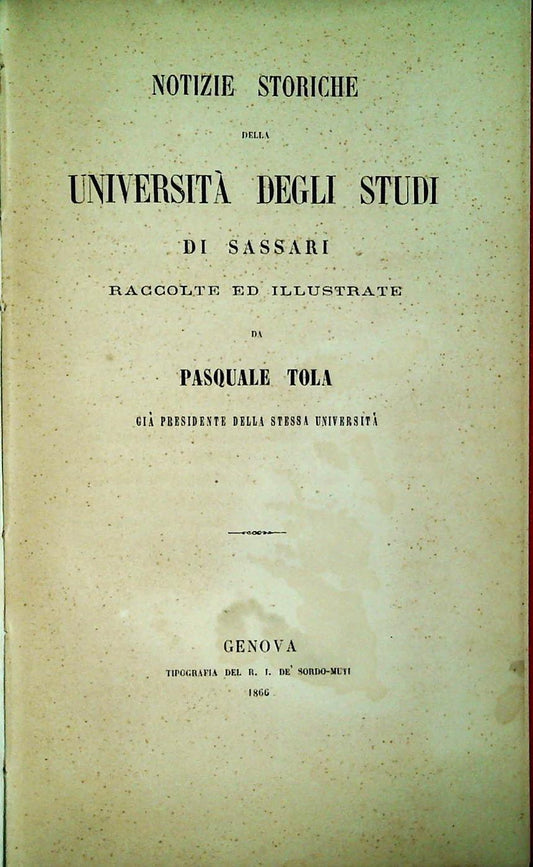 NOTIZIE STORICHE
DELLA
UNIVERSITÀ DEGLI STUDI
DI SASSARI
RACCOLTE ED ILLUSTRATE
DA
PASQUALE TOLA
GIÀ PRESIDENTE DELLA STESSA UNIVERSITÀ
GENOVA
TIPOGRAFIA DEL R. I. DE' SORDO-MUTI
1866